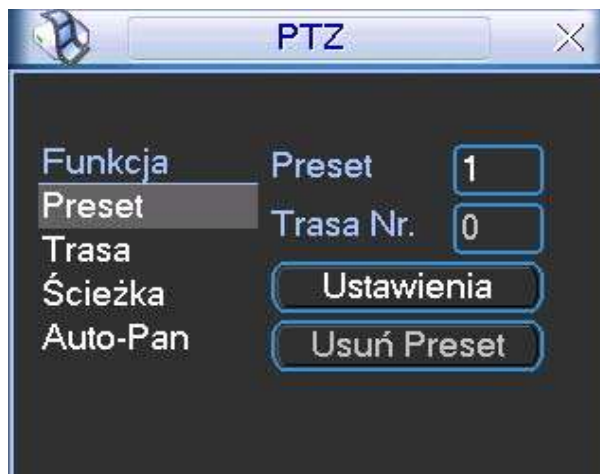 PTZ
Funkcja
Preset
Trasa
Ścieżka
Auto-Pan
Preset 1
Trasa Nr. 0
Ustawienia
Usuń Preset